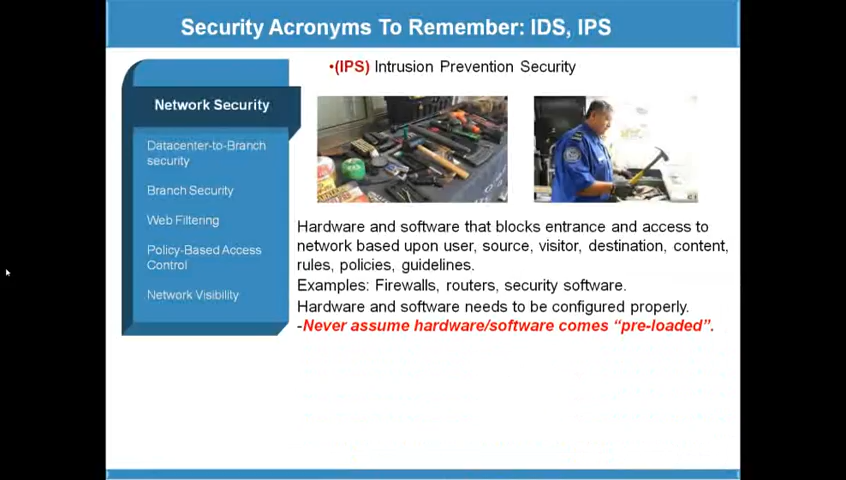 Security Acronyms To Remember: IDS, IPS
Network Security
Datacenter-to-Branch
security
Branch Security
Web Filtering
Policy-Based Access
Control
Network Visibility
•(IPS) Intrusion Prevention Security
Hardware and software that blocks entrance and access to
network based upon user, source, visitor, destination, content,
rules, policies, guidelines.
Examples: Firewalls, routers, security software.
Hardware and software needs to be configured properly.
-Never assume hardware/software comes “pre-loaded”.